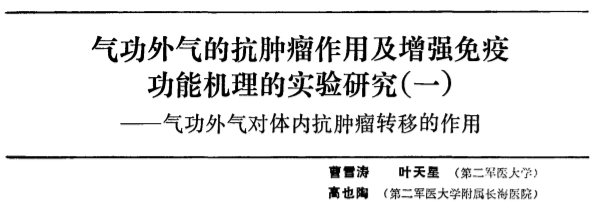 气功外气的抗肿瘤作用及增强免疫
功能机理的实验研究(一)
——气功外气对体内抗肿瘤转移的作用
曹雪涛 叶天星 (第二军医大学)
高也陶 (第二军医大学附属长海医院)